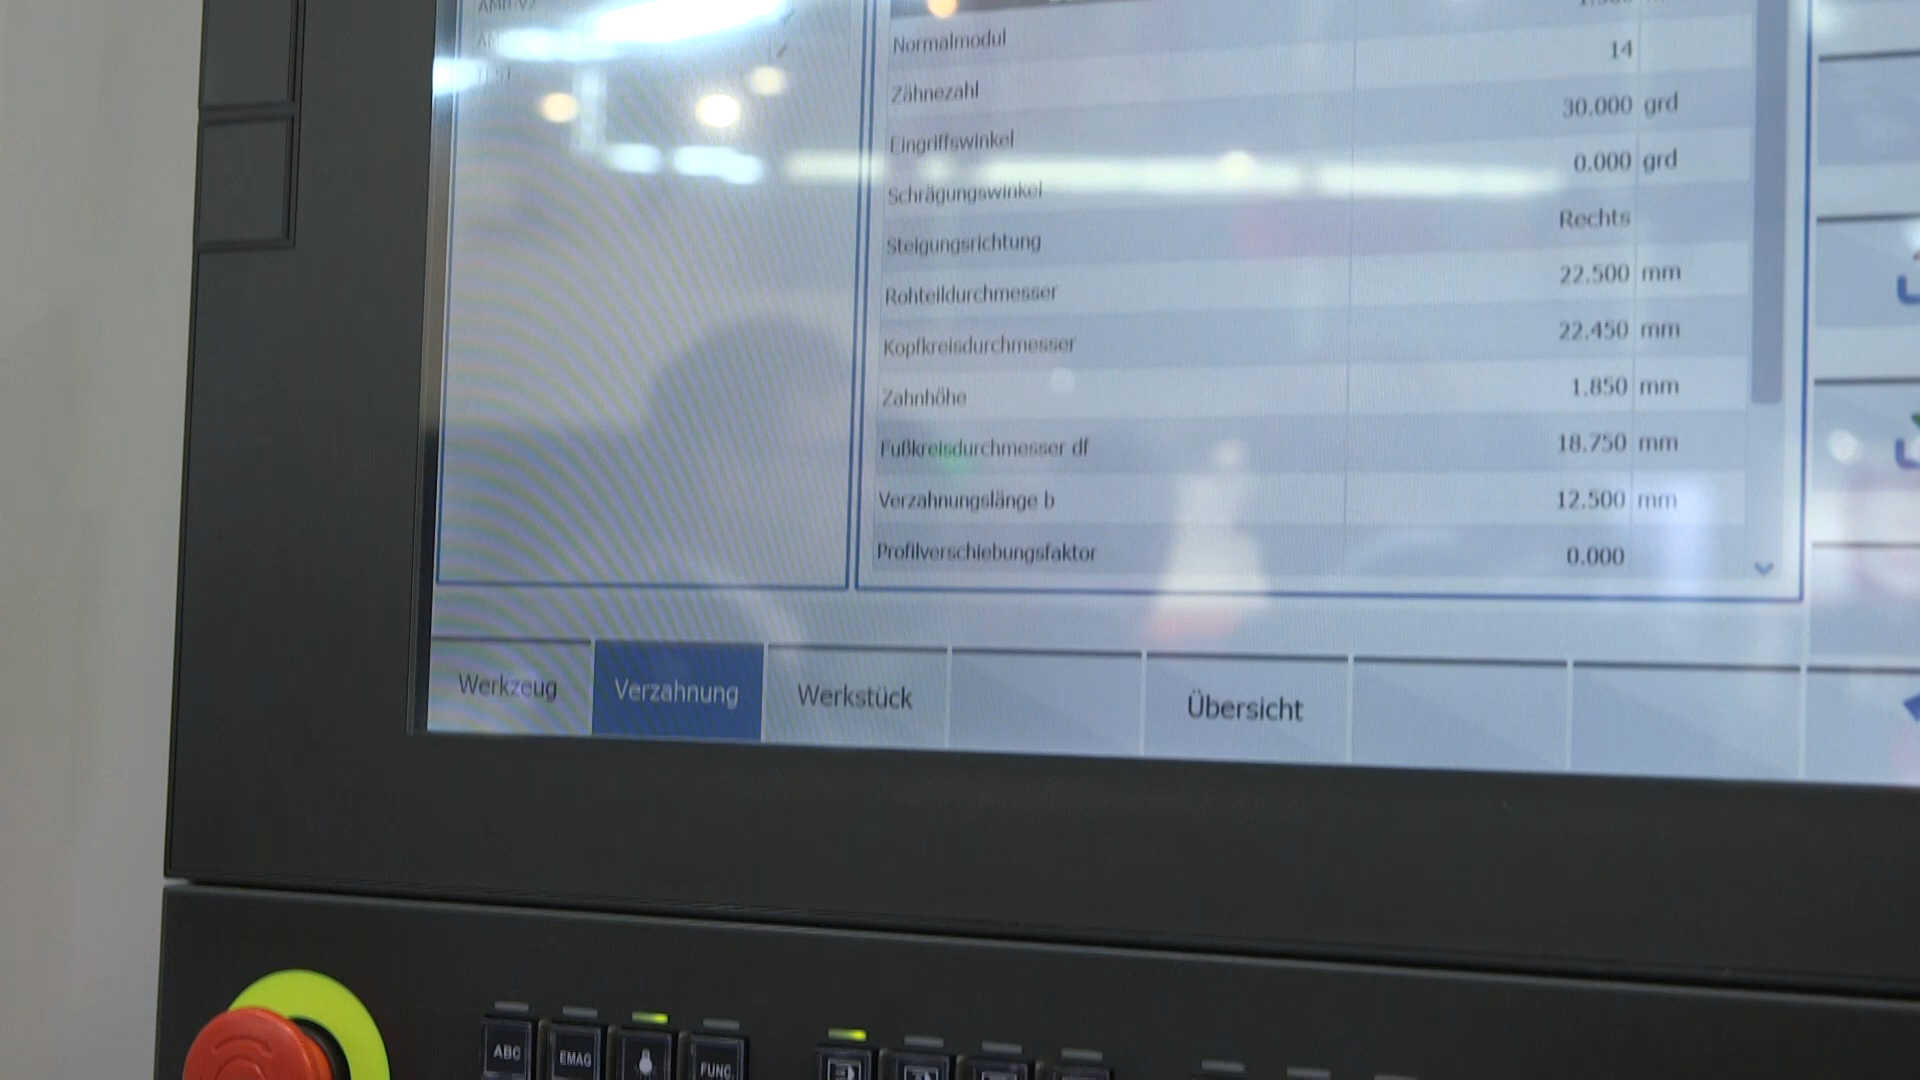 Normalmodul
Zähnezahl 14
Eingriffswinkel 30.000 grd
Schrägungswinkel 0.000 grd
Steigungsrichtung Rechts
Rohteildurchmesser 22.500 mm
Kopfkreisdurchmesser 22.450 mm
Zahnhöhe 1.850 mm
Fußkreisdurchmesser df 18.750 mm
Verzahnungslänge b 12.500 mm
Profilverschiebungsfaktor 0.000
Werkzeug Verzahnung Werkstück Übersicht
ABC EMAG FUNC.